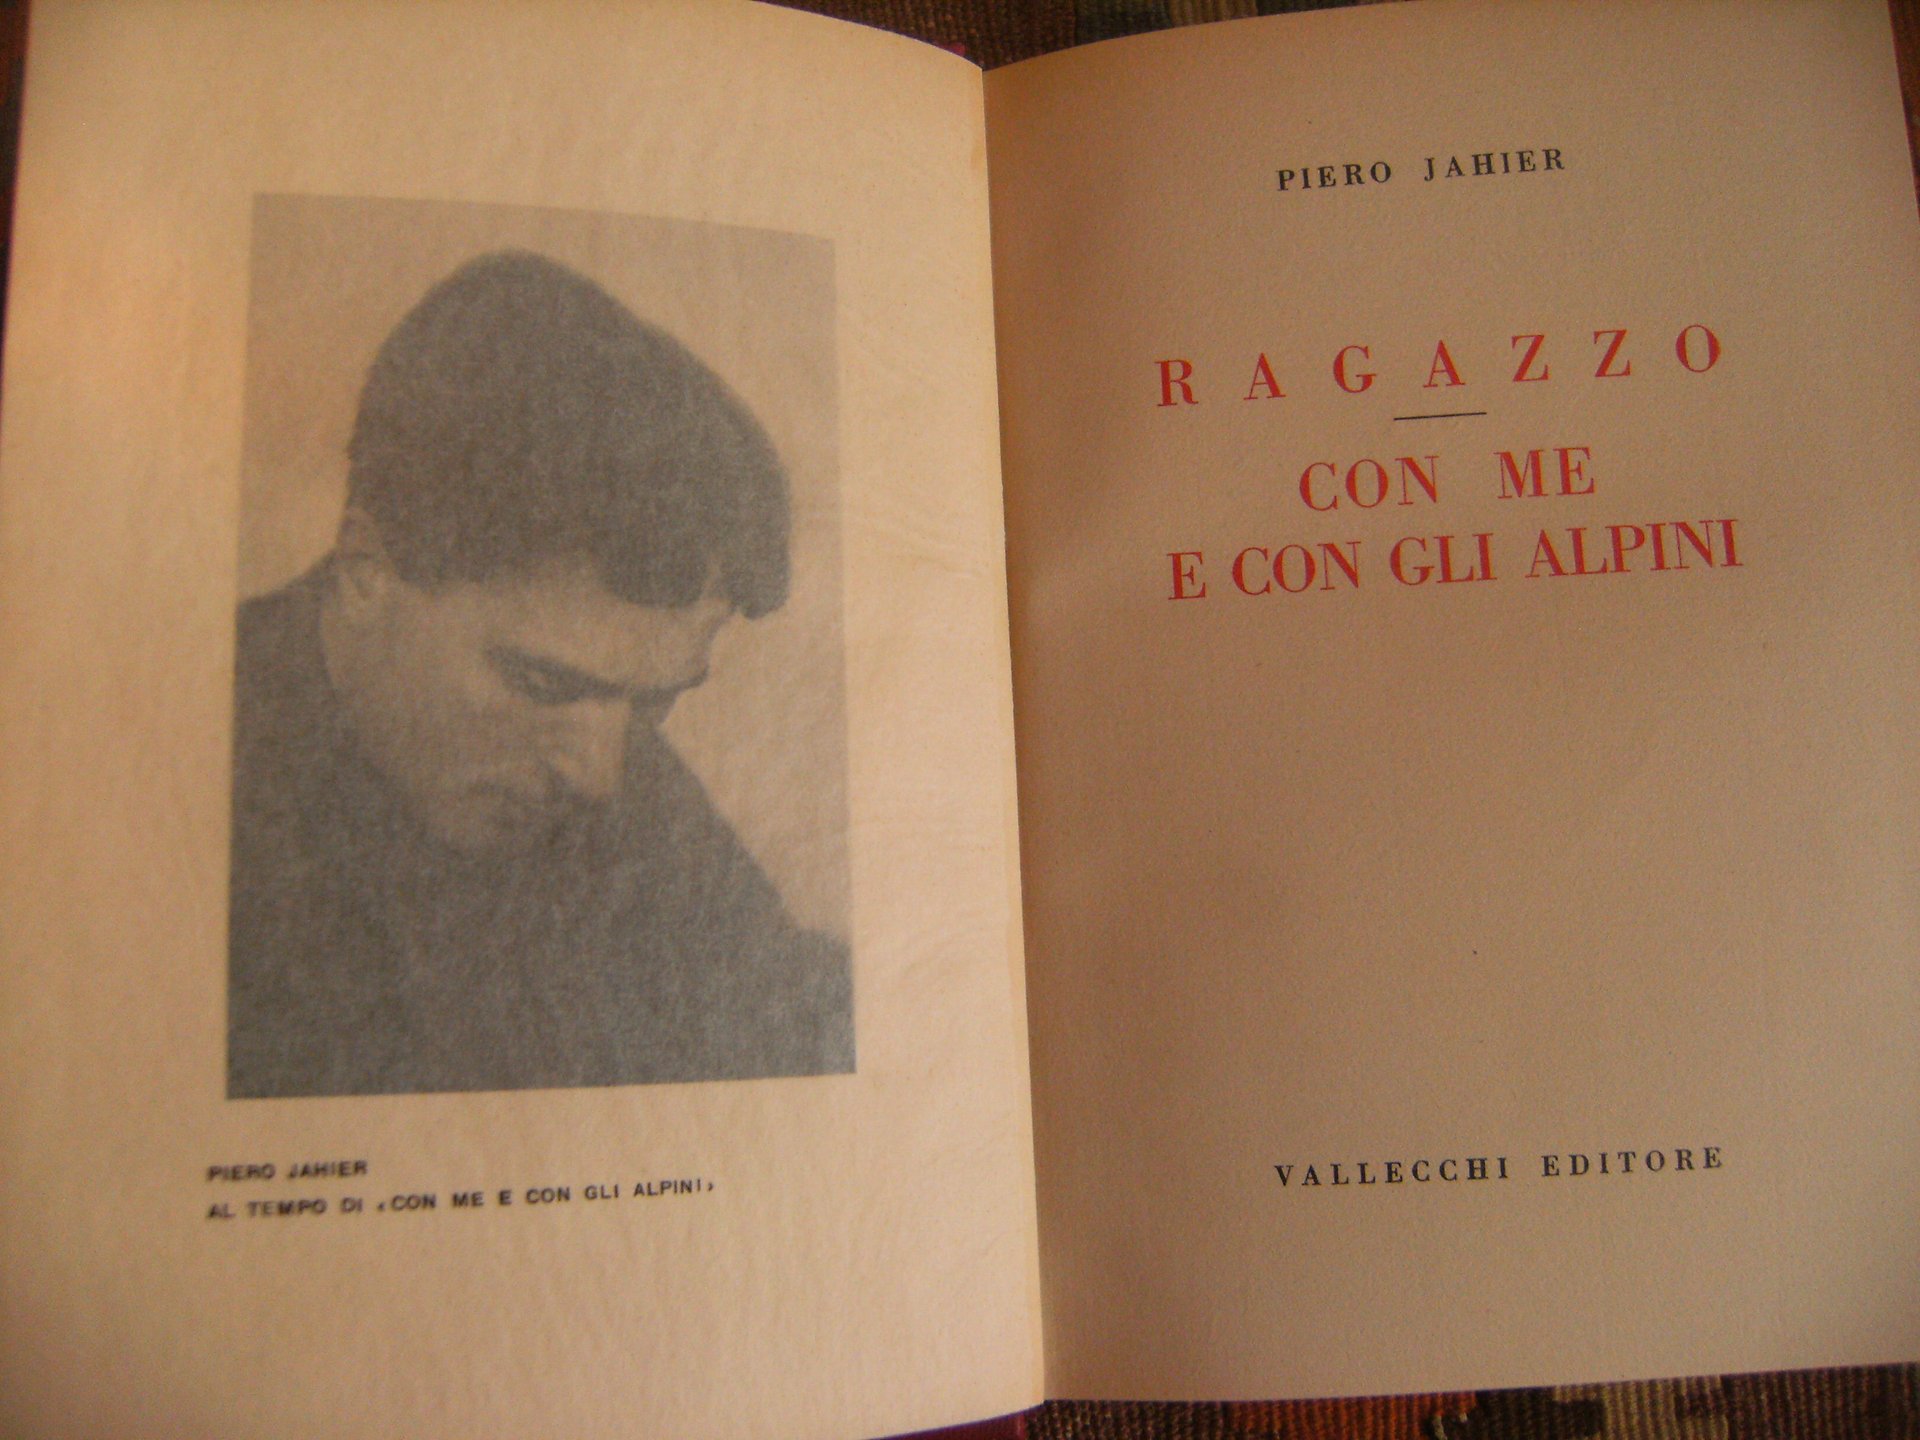 PIERO JAHIER
AL TEMPO DI «CON ME E CON GLI ALPINI»
PIERO JAHIER
RAGAZZO
CON ME
E CON GLI ALPINI
VALLECCHI EDITORE